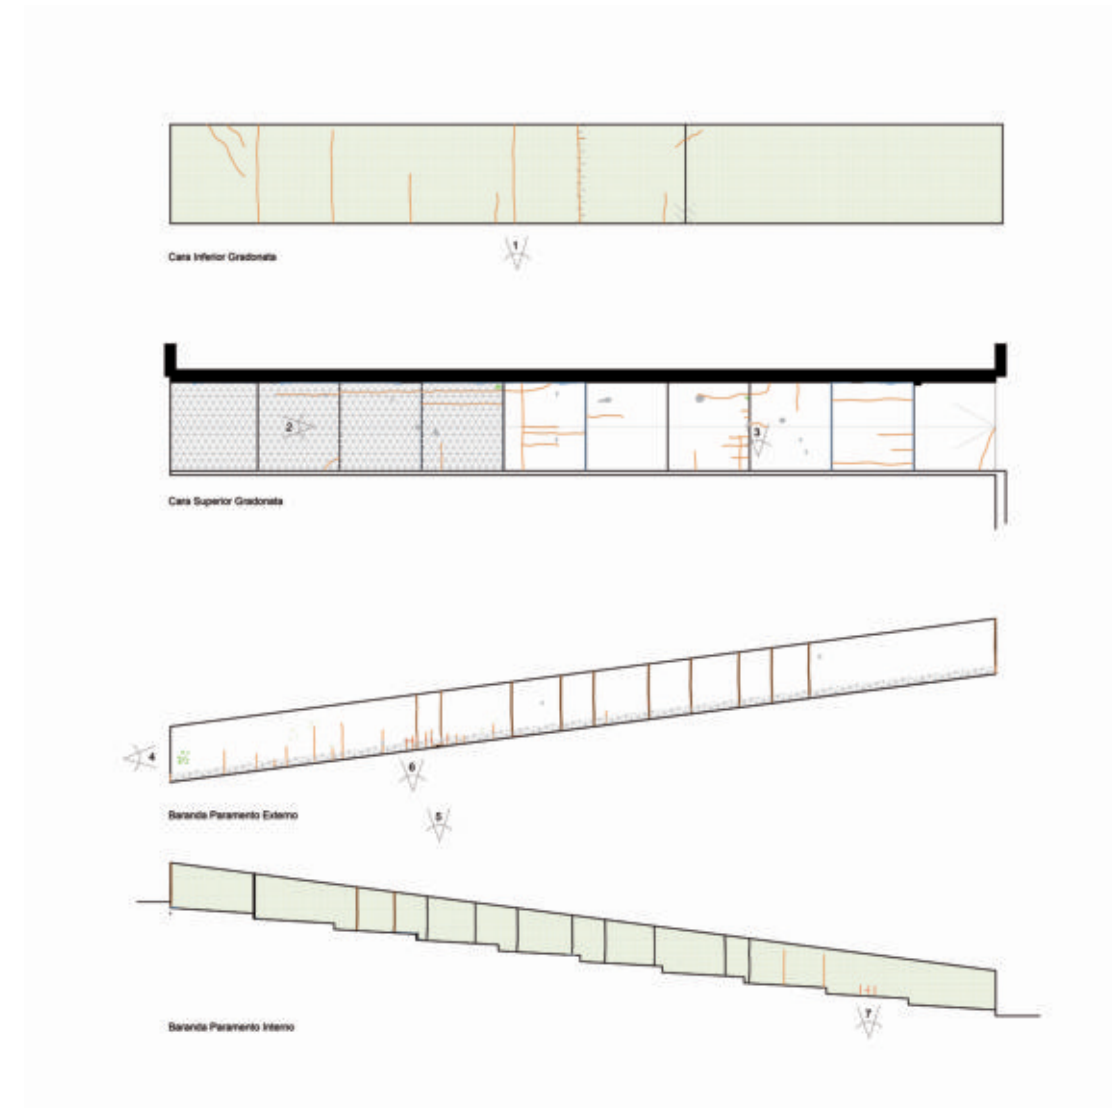 1
Cara Inferior Gradonata
2
3
Cara Superior Gradonata
4
6
Baranda Paramento Externo
5
7
Baranda Paramento Interno